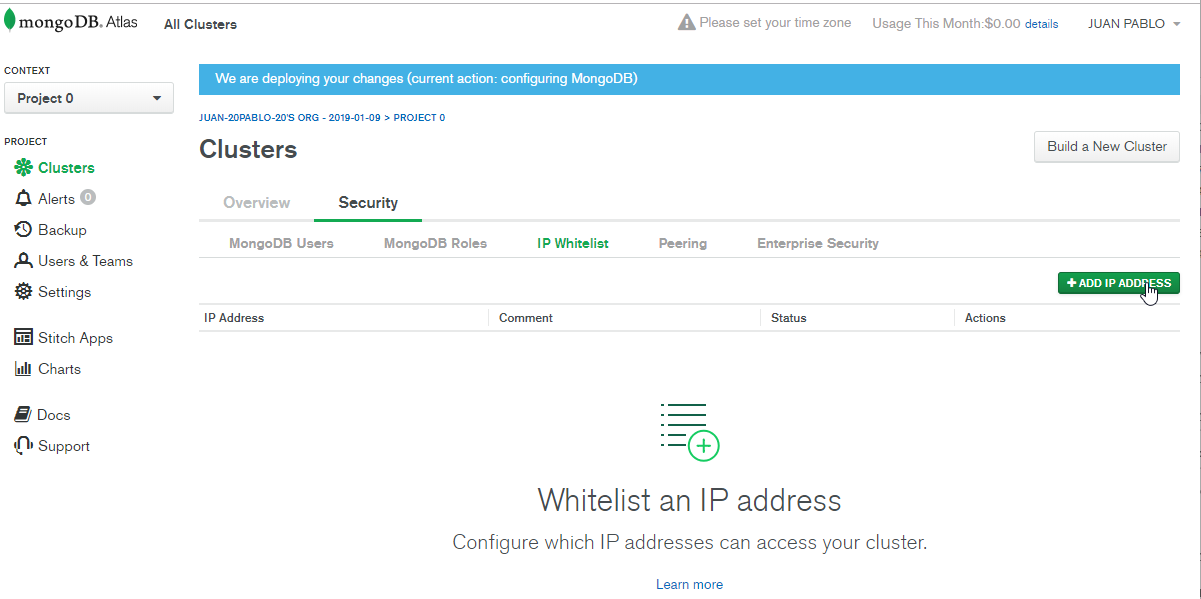 mongoDB. Atlas All Clusters Please set your time zone Usage This Month:$0.00 details JUAN PABLO
CONTEXT
Project 0
PROJECT
Clusters
Alerts 0
Backup
Users & Teams
Settings
Stitch Apps
Charts
Docs
Support
We are deploying your changes (current action: configuring MongoDB)
JUAN-20PABLO-20'S ORG - 2019-01-09 > PROJECT 0
Clusters
Build a New Cluster
Overview Security
MongoDB Users MongoDB Roles IP Whitelist Peering Enterprise Security
+ ADD IP ADDRESS
IP Address Comment Status Actions
Whitelist an IP address
Configure which IP addresses can access your cluster.
Learn more